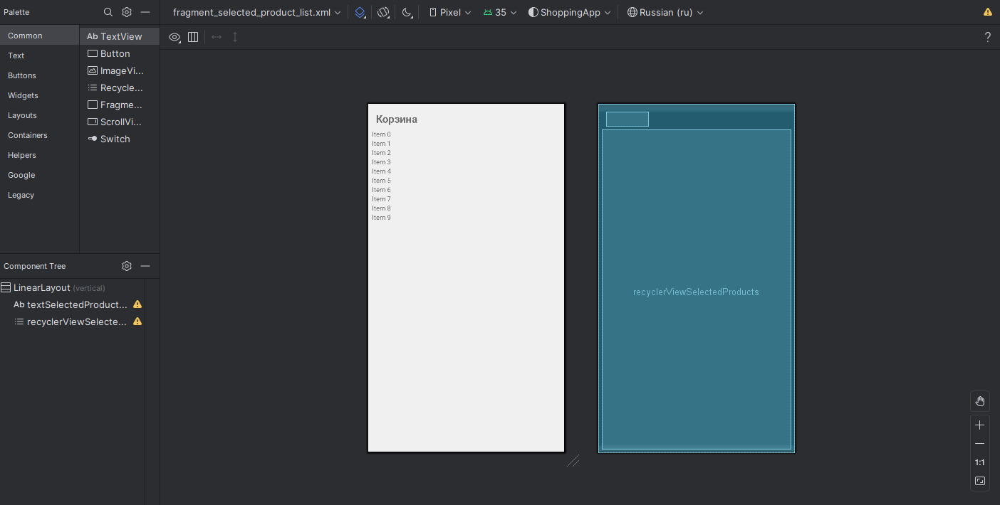 Palette
fragment_selected_product_list.xml
Pixel
35
ShoppingApp
Russian (ru)
Common
Text
Buttons
Widgets
Layouts
Containers
Helpers
Google
Legacy
Ab TextView
Button
ImageVi...
Recycle...
Fragme...
ScrollVi...
Switch
?
Component Tree
LinearLayout (vertical)
Ab textSelectedProduct...
recyclerViewSelecte...
Корзина
Item 0
Item 1
Item 2
Item 3
Item 4
Item 5
Item 6
Item 7
Item 8
Item 9
recyclerViewSelectedProducts
1:1